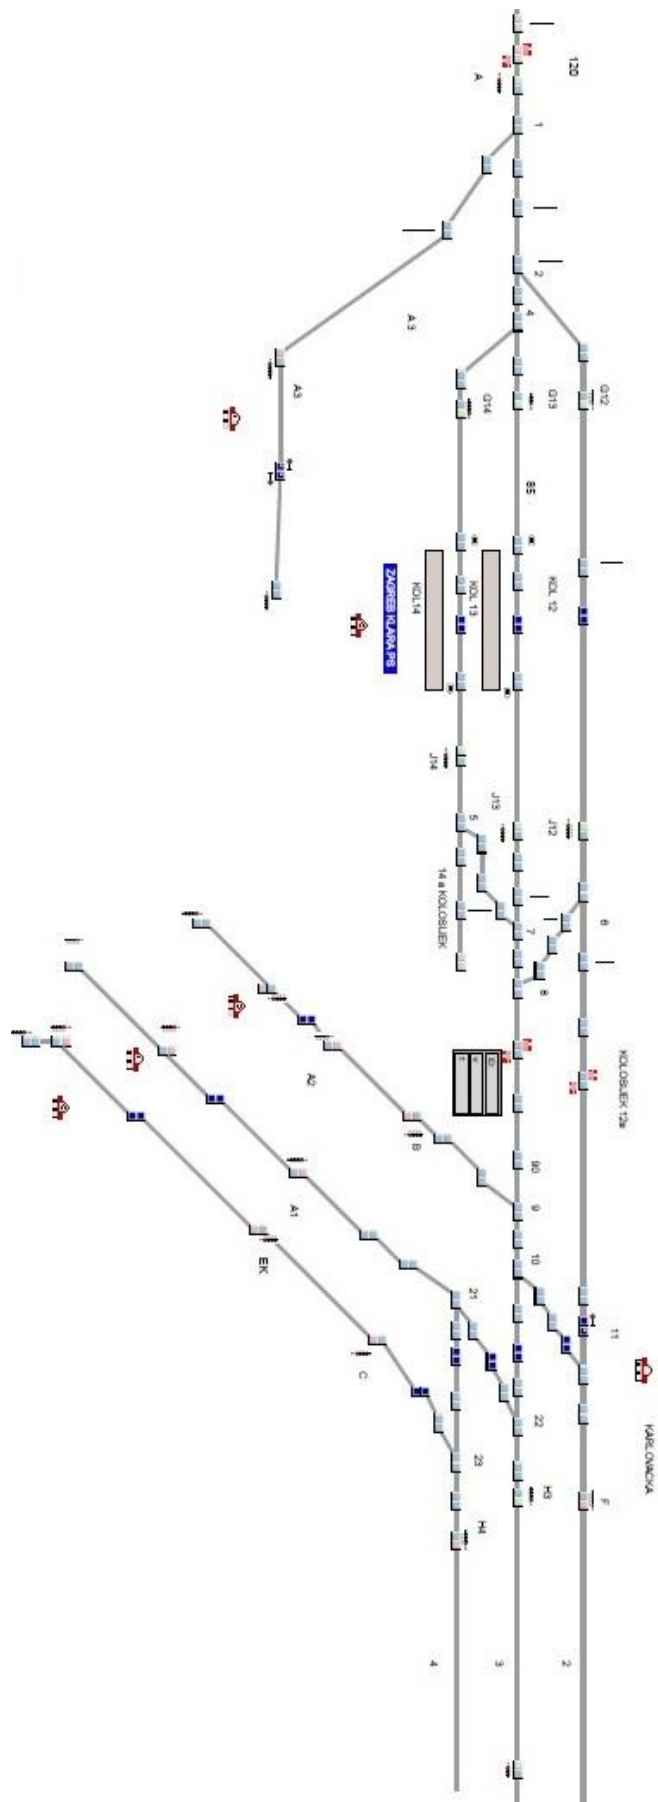 120
A
1
2
4
A 3
A3
G12
G13
G14
85
KOL 12
KOL 13
KOL14
ZAGREB KLARA PS
J14
J13
J12
5
14 a KOLOSIJEK
7
6
8
KOLOSIJEK 12a
A2
B
90
9
10
A1
EK
21
11
C
22
KARLOVACKA
23
H3
F
H4
4
3
2